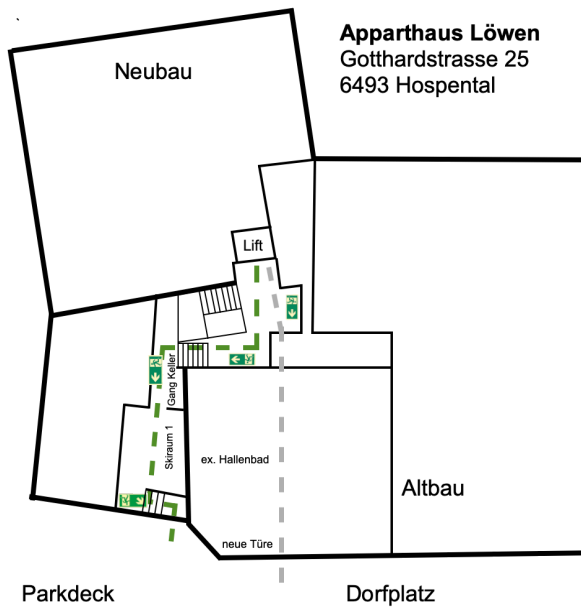 Apparthaus Löwen
Gotthardstrasse 25
6493 Hospental
Neubau
Lift
Gang Keller
Skiraum 1
ex. Hallenbad
Altbau
neue Türe
Parkdeck
Dorfplatz